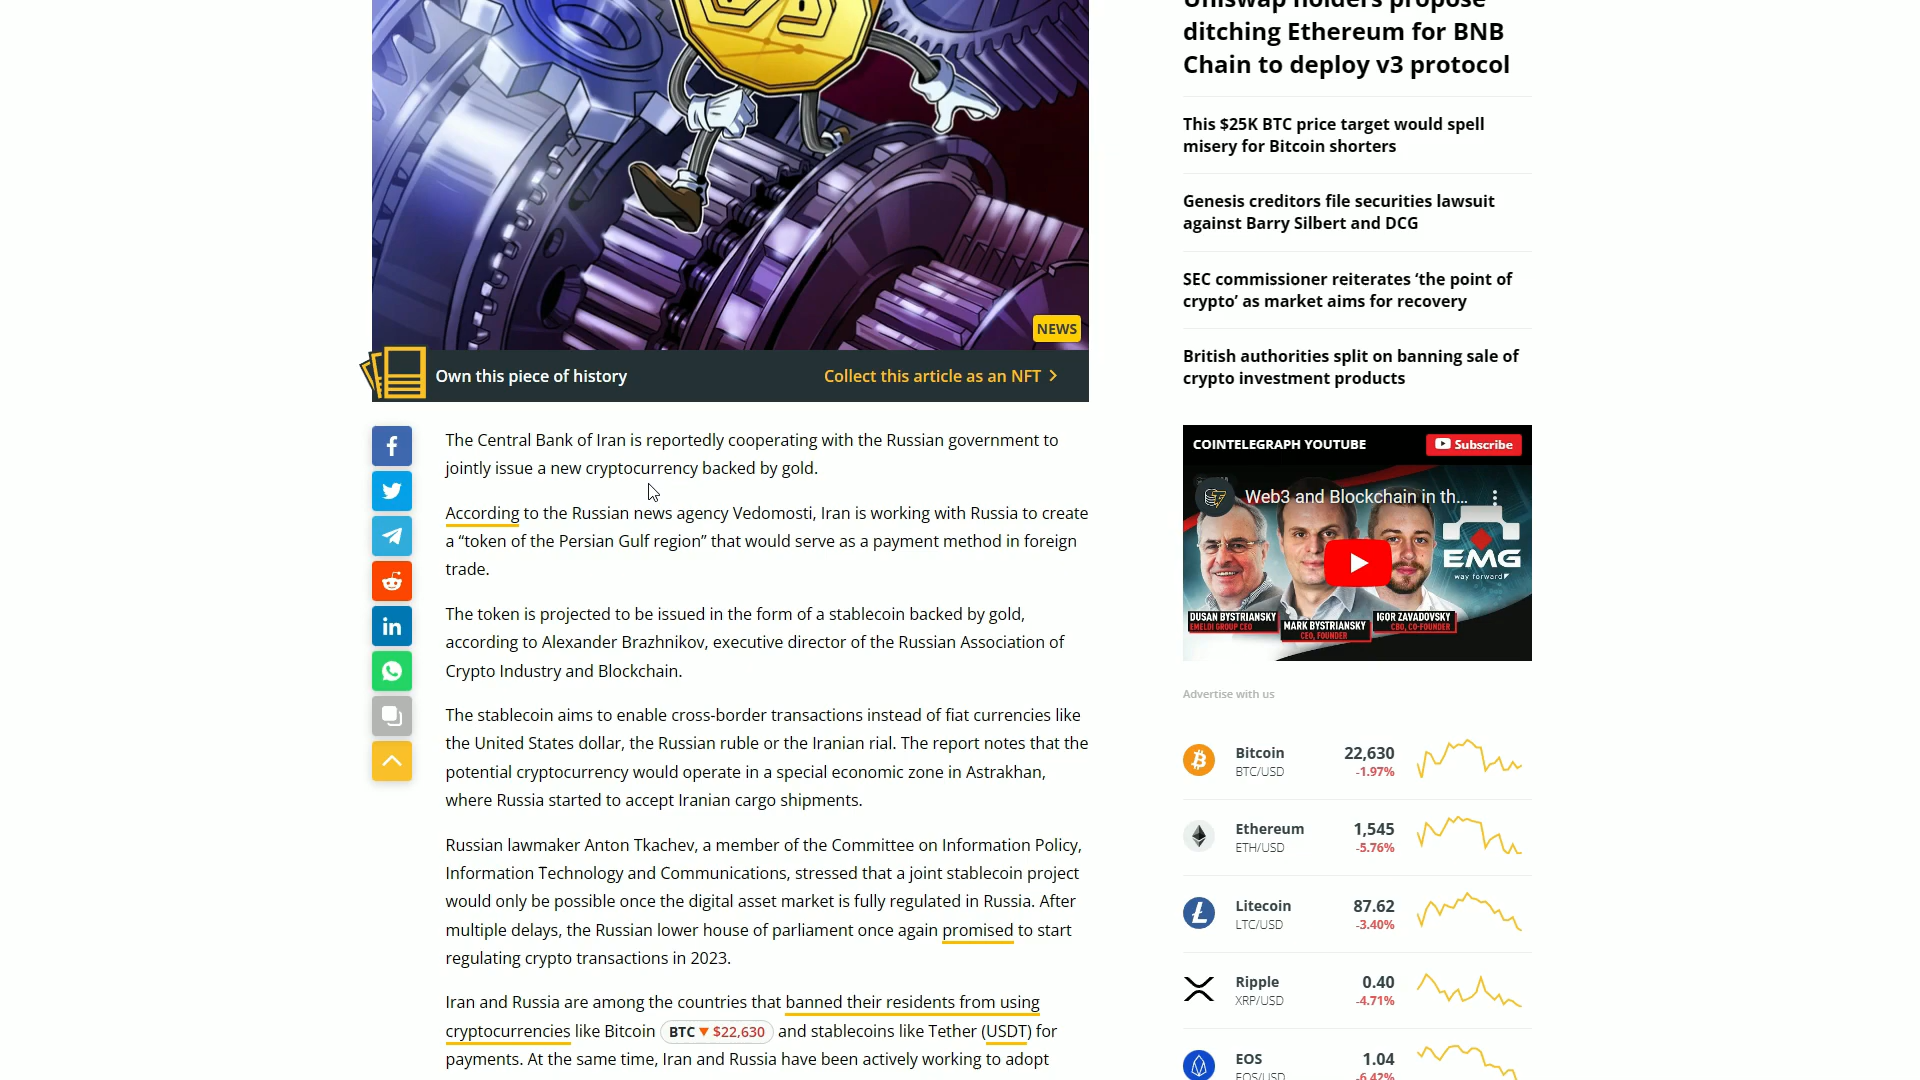 Uniswap holders propose
ditching Ethereum for BNB
Chain to deploy v3 protocol
This $25K BTC price target would spell
misery for Bitcoin shorters
Genesis creditors file securities lawsuit
against Barry Silbert and DCG
SEC commissioner reiterates ‘the point of
crypto’ as market aims for recovery
British authorities split on banning sale of
crypto investment products
NEWS
Own this piece of history
Collect this article as an NFT
The Central Bank of Iran is reportedly cooperating with the Russian government to
jointly issue a new cryptocurrency backed by gold.
According to the Russian news agency Vedomosti, Iran is working with Russia to create
a “token of the Persian Gulf region” that would serve as a payment method in foreign
trade.
The token is projected to be issued in the form of a stablecoin backed by gold,
according to Alexander Brazhnikov, executive director of the Russian Association of
Crypto Industry and Blockchain.
The stablecoin aims to enable cross-border transactions instead of fiat currencies like
the United States dollar, the Russian ruble or the Iranian rial. The report notes that the
potential cryptocurrency would operate in a special economic zone in Astrakhan,
where Russia started to accept Iranian cargo shipments.
Russian lawmaker Anton Tkachev, a member of the Committee on Information Policy,
Information Technology and Communications, stressed that a joint stablecoin project
would only be possible once the digital asset market is fully regulated in Russia. After
multiple delays, the Russian lower house of parliament once again promised to start
regulating crypto transactions in 2023.
Iran and Russia are among the countries that banned their residents from using
cryptocurrencies like Bitcoin BTC ▼ $22,630 and stablecoins like Tether (USDT) for
payments. At the same time, Iran and Russia have been actively working to adopt
COINTELEGRAPH YOUTUBE
Subscribe
Web3 and Blockchain in th...
EMG
way forward
DUSAN BYSTRIANSKY
EMELDI GROUP CEO
MARK BYSTRIANSKY
CEO, FOUNDER
IGOR ZAVADOVSKY
CBO, CO-FOUNDER
Advertise with us
Bitcoin 22,630
BTC/USD -1.97%
Ethereum 1,545
ETH/USD -5.76%
Litecoin 87.62
LTC/USD -3.40%
Ripple 0.40
XRP/USD -4.71%
EOS 1.04
EOS/USD -6.42%